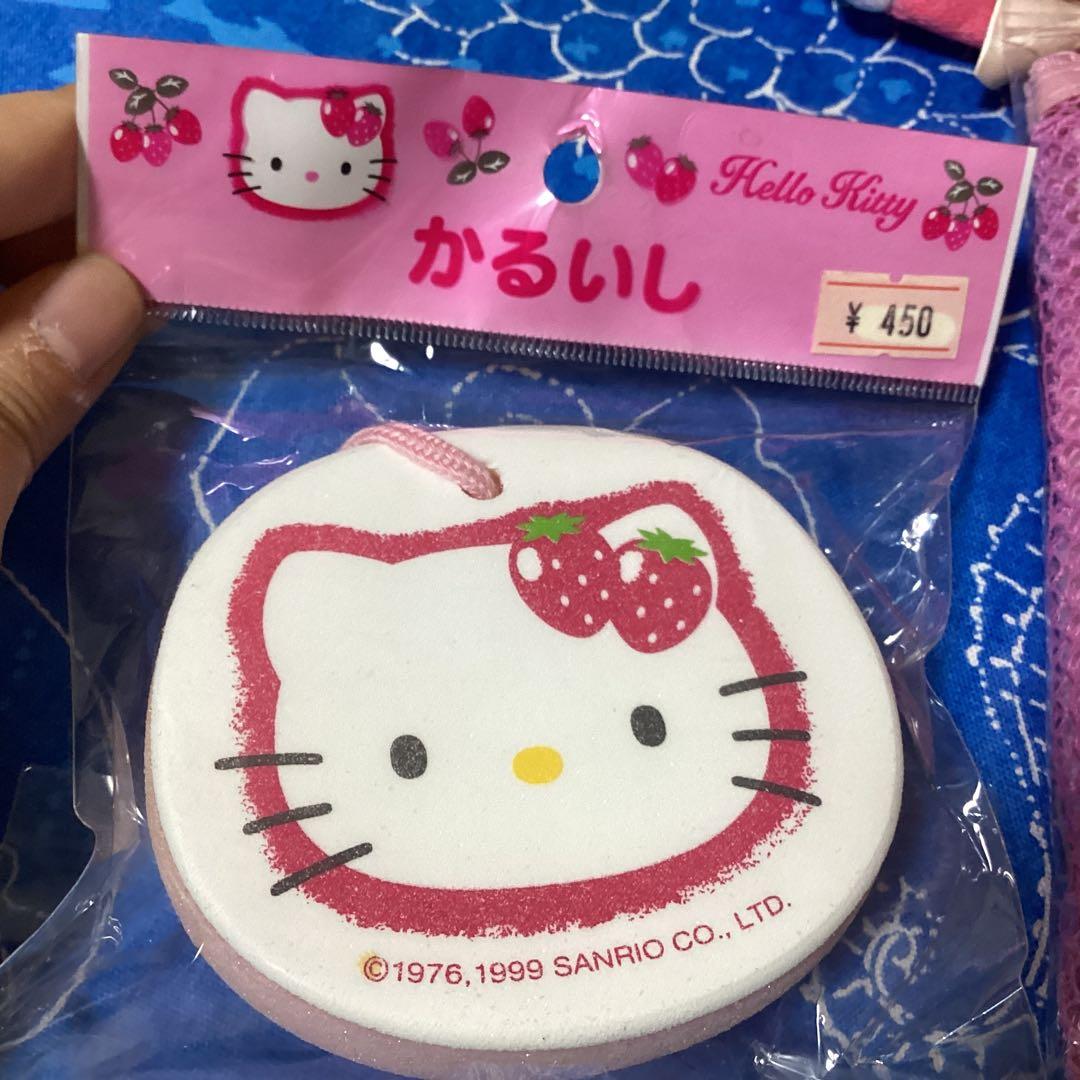 Hello Kitty
かるいし
¥ 450
©1976,1999 SANRIO CO., LTD.